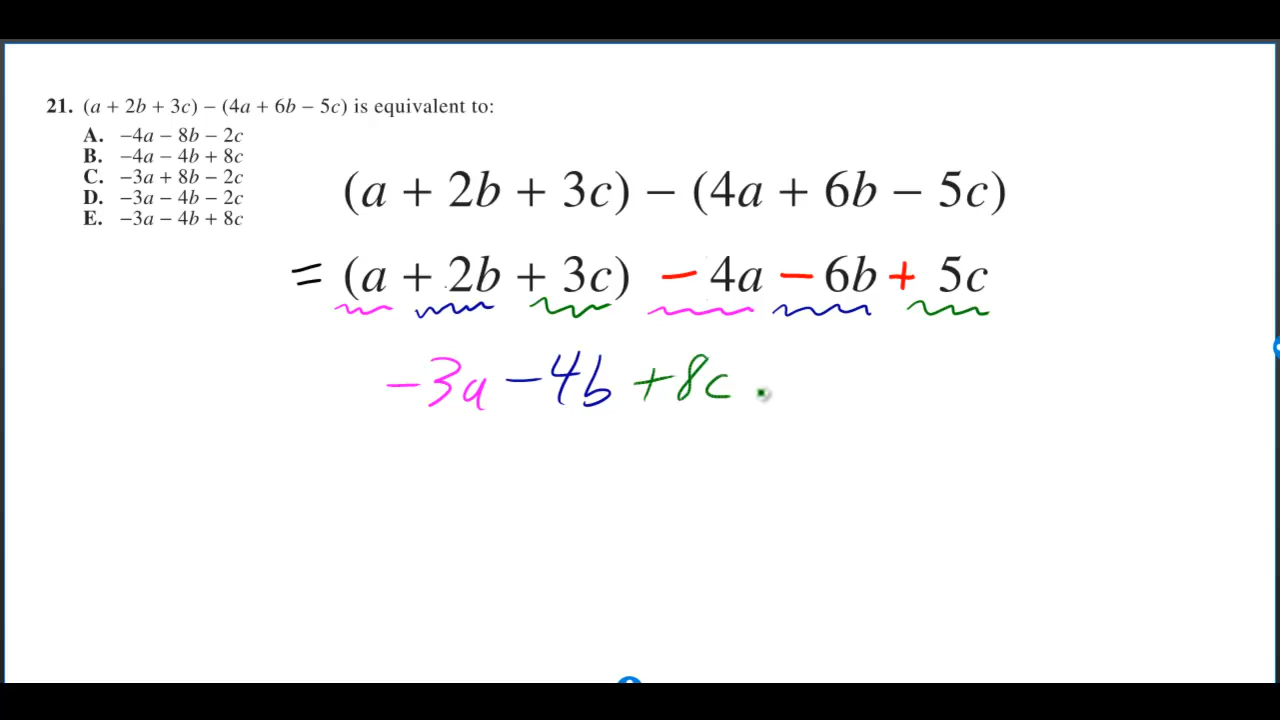 21. (a + 2b + 3c) − (4a + 6b − 5c) is equivalent to:
A. −4a − 8b − 2c
B. −4a − 4b + 8c
C. −3a + 8b − 2c
D. −3a − 4b − 2c
E. −3a − 4b + 8c
(a + 2b + 3c) − (4a + 6b − 5c)
= (a + 2b + 3c) − 4a − 6b + 5c
−3a − 4b + 8c